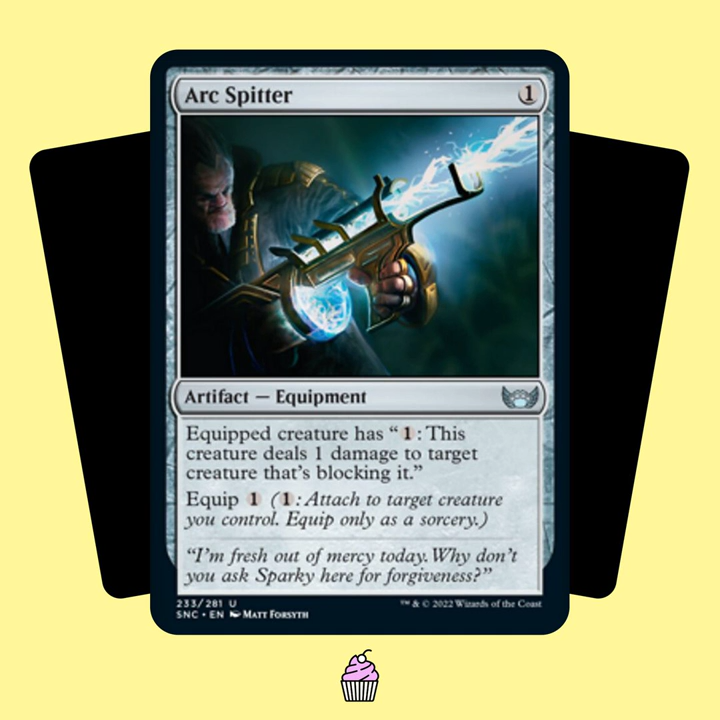 Arc Spitter 1
Artifact — Equipment
Equipped creature has “1: This
creature deals 1 damage to target
creature that’s blocking it.”
Equip 1 (1: Attach to target creature
you control. Equip only as a sorcery.)
“I’m fresh out of mercy today. Why don’t
you ask Sparky here for forgiveness?”
233/281 U
SNC • EN Matt Forsyth
™ & © 2022 Wizards of the Coast